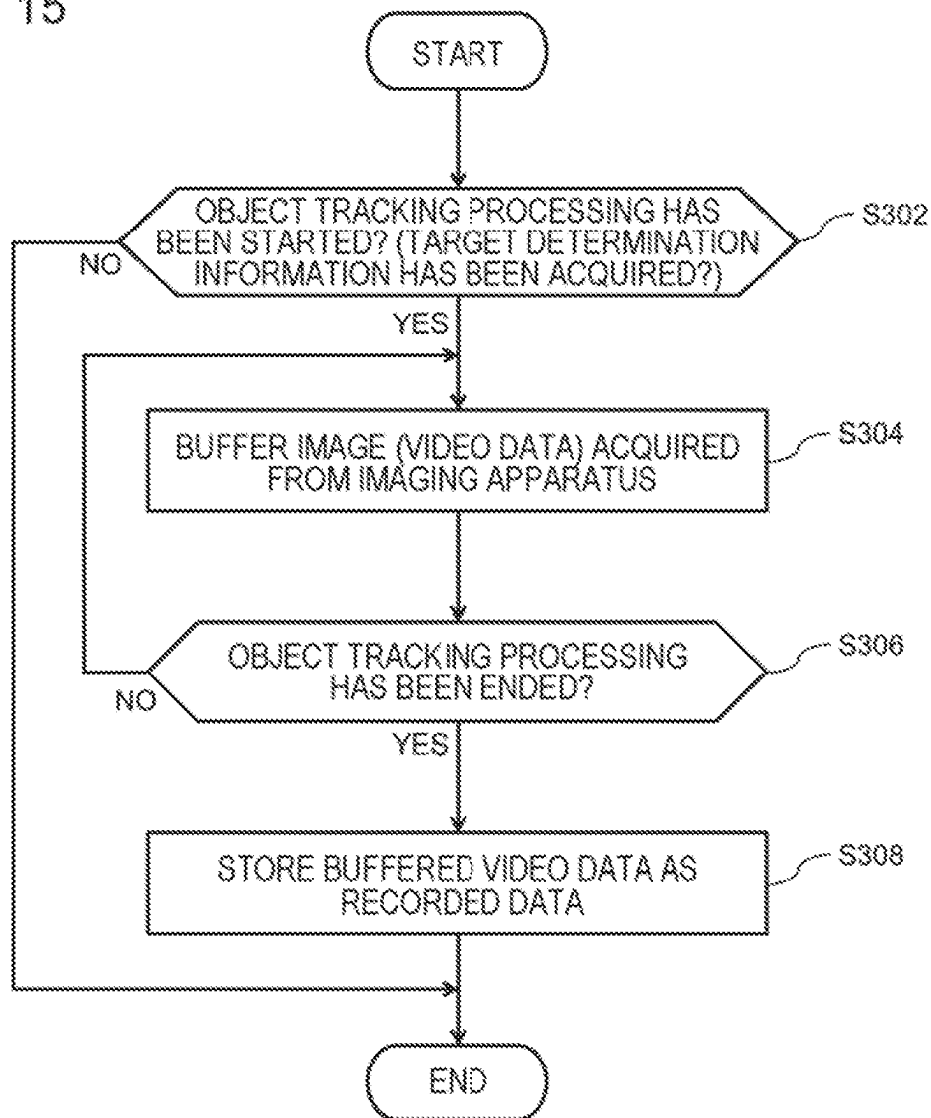 15
START
OBJECT TRACKING PROCESSING HAS
BEEN STARTED? (TARGET DETERMINATION
INFORMATION HAS BEEN ACQUIRED?)
S302
NO
YES
BUFFER IMAGE (VIDEO DATA) ACQUIRED
FROM IMAGING APPARATUS
S304
OBJECT TRACKING PROCESSING
HAS BEEN ENDED?
S306
NO
YES
STORE BUFFERED VIDEO DATA AS
RECORDED DATA
S308
END